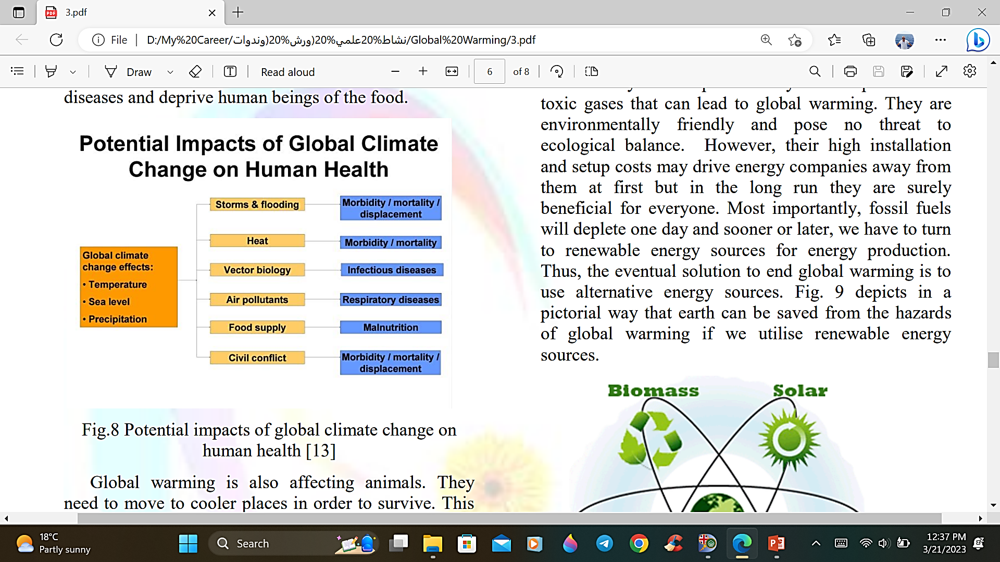 3.pdf
File
D:/My%20Career/نشاط%20علمي%20(ورش%20وندوات)/Global%20Warming/3.pdf
Draw
Read aloud
6
of 8
diseases and deprive human beings of the food.
Potential Impacts of Global Climate
Change on Human Health
Global climate
change effects:
• Temperature
• Sea level
• Precipitation
Storms & flooding
Morbidity / mortality /
displacement
Heat
Morbidity / mortality
Vector biology
Infectious diseases
Air pollutants
Respiratory diseases
Food supply
Malnutrition
Civil conflict
Morbidity / mortality /
displacement
Fig.8 Potential impacts of global climate change on
human health [13]
Global warming is also affecting animals. They
need to move to cooler places in order to survive. This
toxic gases that can lead to global warming. They are
environmentally friendly and pose no threat to
ecological balance. However, their high installation
and setup costs may drive energy companies away from
them at first but in the long run they are surely
beneficial for everyone. Most importantly, fossil fuels
will deplete one day and sooner or later, we have to turn
to renewable energy sources for energy production.
Thus, the eventual solution to end global warming is to
use alternative energy sources. Fig. 9 depicts in a
pictorial way that earth can be saved from the hazards
of global warming if we utilise renewable energy
sources.
Biomass
Solar
18°C
Partly sunny
Search
12:37 PM
3/21/2023